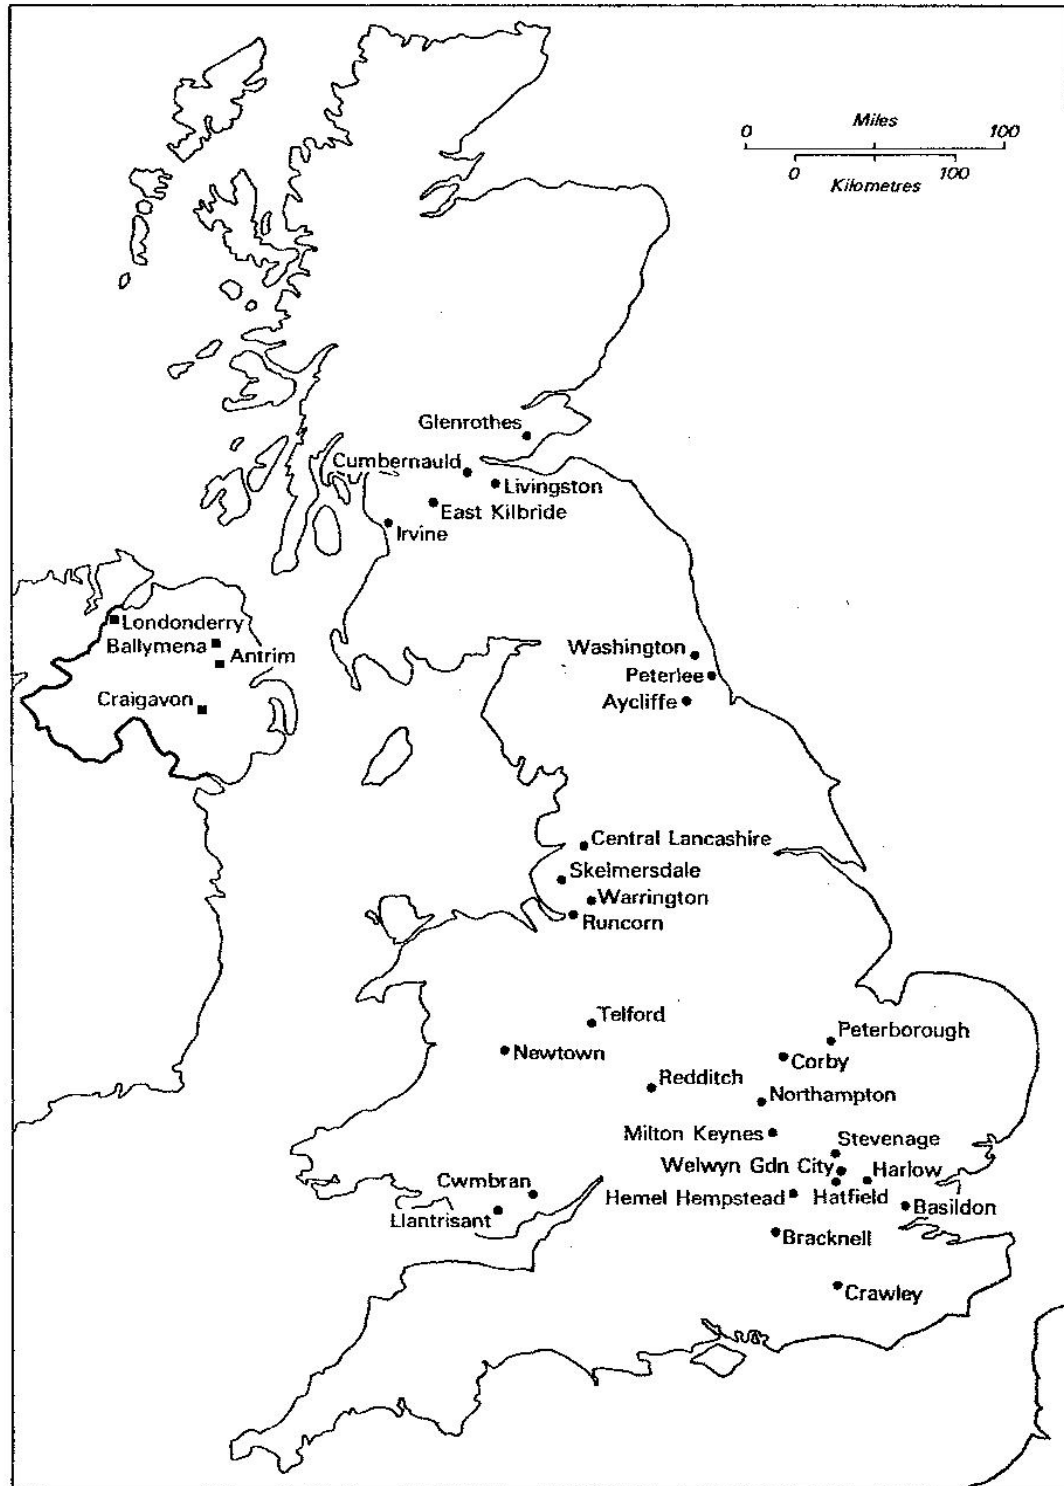 Miles
0 100
0 100
Kilometres
Glenrothes
Cumbernauld
Livingston
East Kilbride
Irvine
Londonderry
Ballymena
Antrim
Craigavon
Washington
Peterlee
Aycliffe
Central Lancashire
Skelmersdale
Warrington
Runcorn
Telford
Peterborough
Newtown
Corby
Redditch
Northampton
Milton Keynes
Stevenage
Welwyn Gdn City
Harlow
Cwmbran
Hemel Hempstead
Hatfield
Basildon
Llantrisant
Bracknell
Crawley